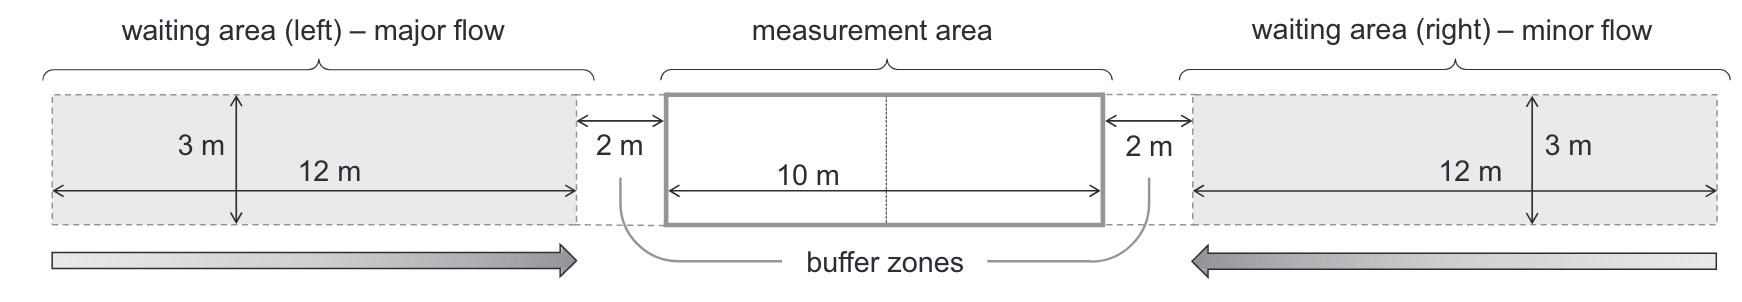 waiting area (left) – major flow
measurement area
waiting area (right) – minor flow
3 m
12 m
2 m
10 m
2 m
12 m
3 m
buffer zones